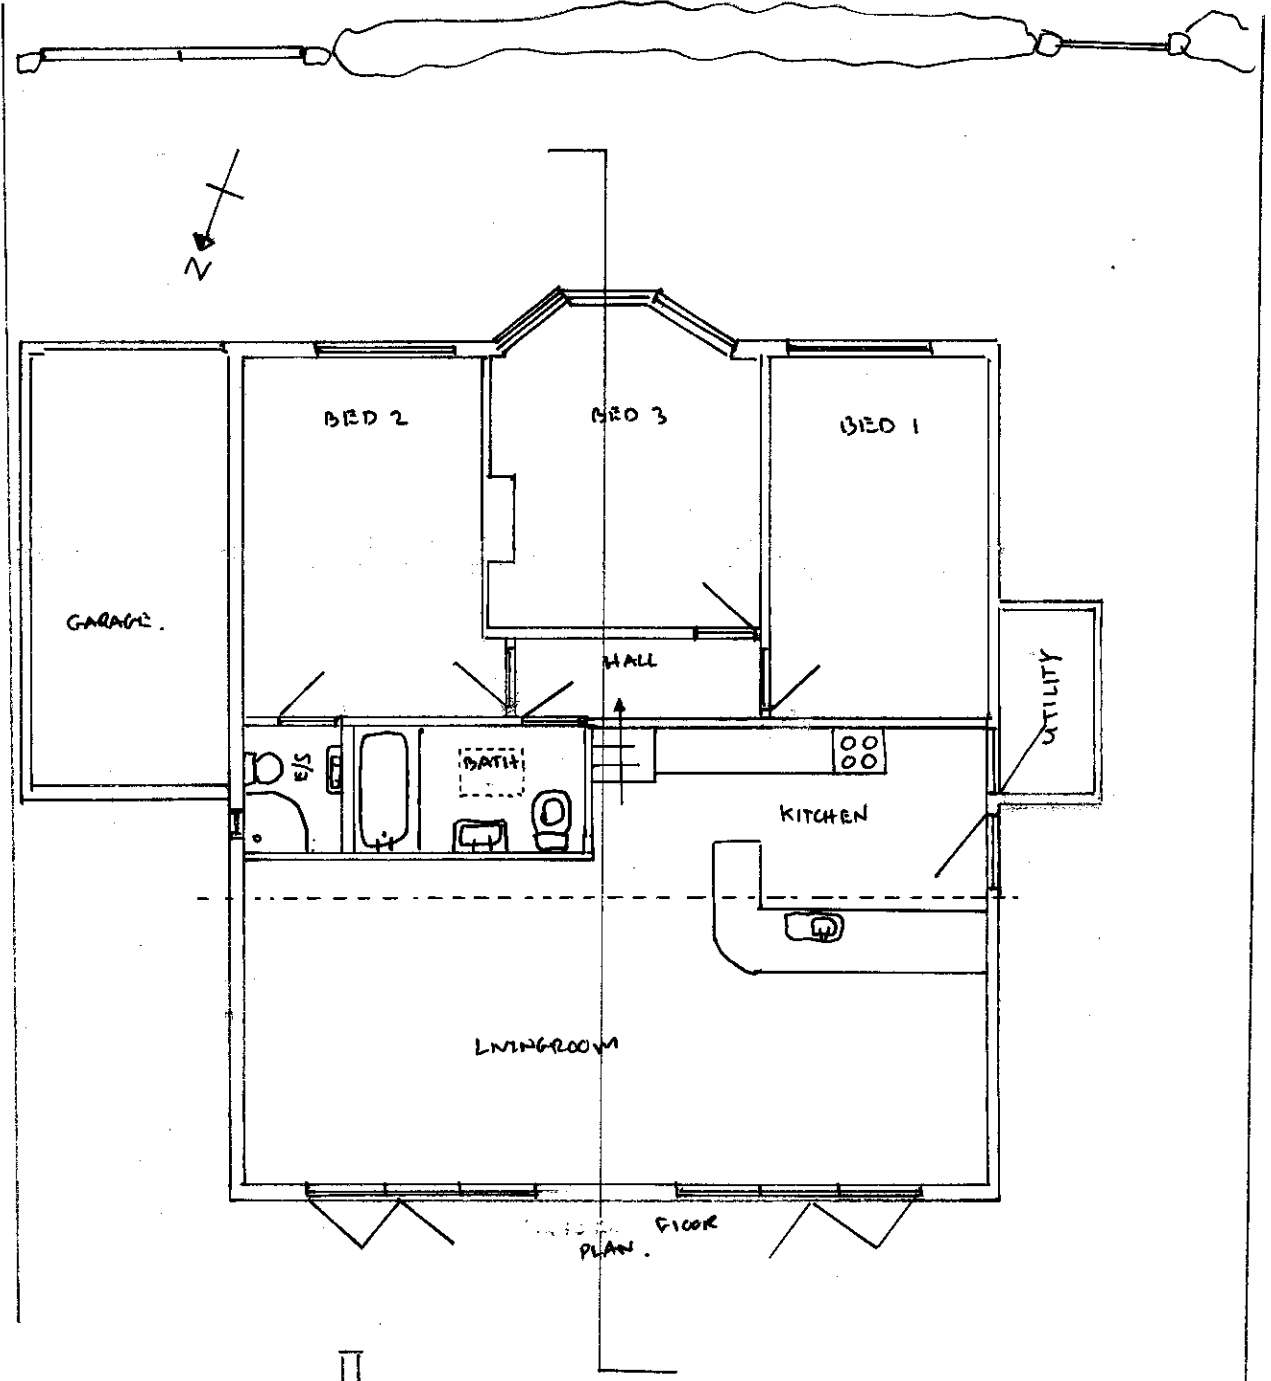 N
BED 2
BED 3
BED 1
GARAGE.
HALL
UTILITY
E/S
BATH
KITCHEN
LIVINGROOM
FLOOR
PLAN.